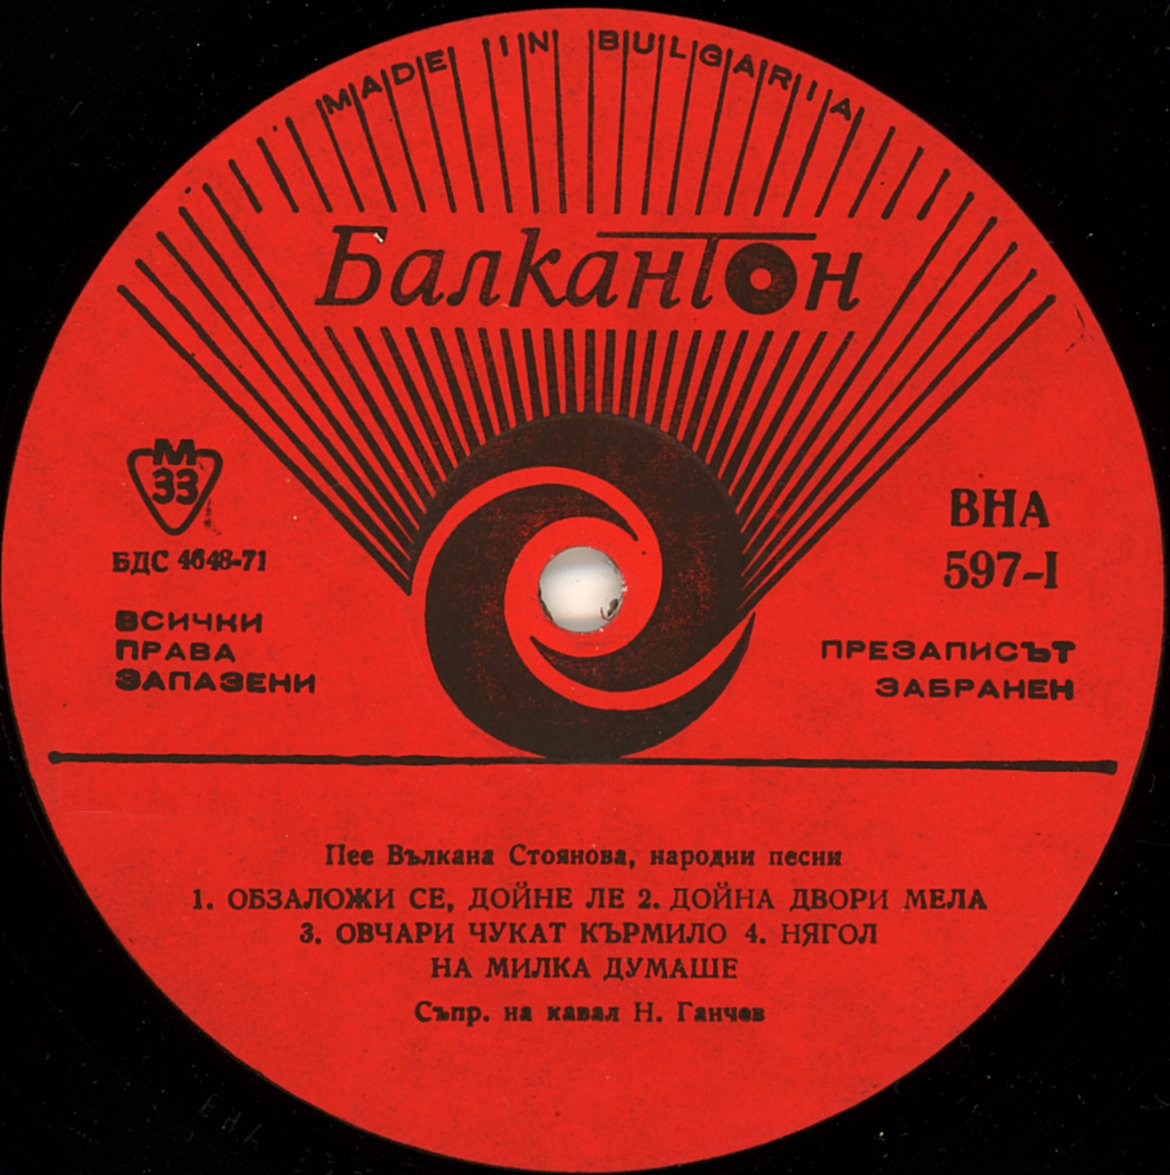 MADE IN BULGARIA
Балкантон
М
33
БДС 4648-71
ВСИЧКИ
ПРАВА
ЗАПАЗЕНИ
ВНА
597-I
ПРЕЗАПИСЪТ
ЗАБРАНЕН
Пее Вълкана Стоянова, народни песни
1. ОБЗАЛОЖИ СЕ, ДОЙНЕ ЛЕ 2. ДОЙНА ДВОРИ МЕЛА
3. ОВЧАРИ ЧУКАТ КЪРМИЛО 4. НЯГОЛ
НА МИЛКА ДУМАШЕ
Съпр. на кавал Н. Ганчев